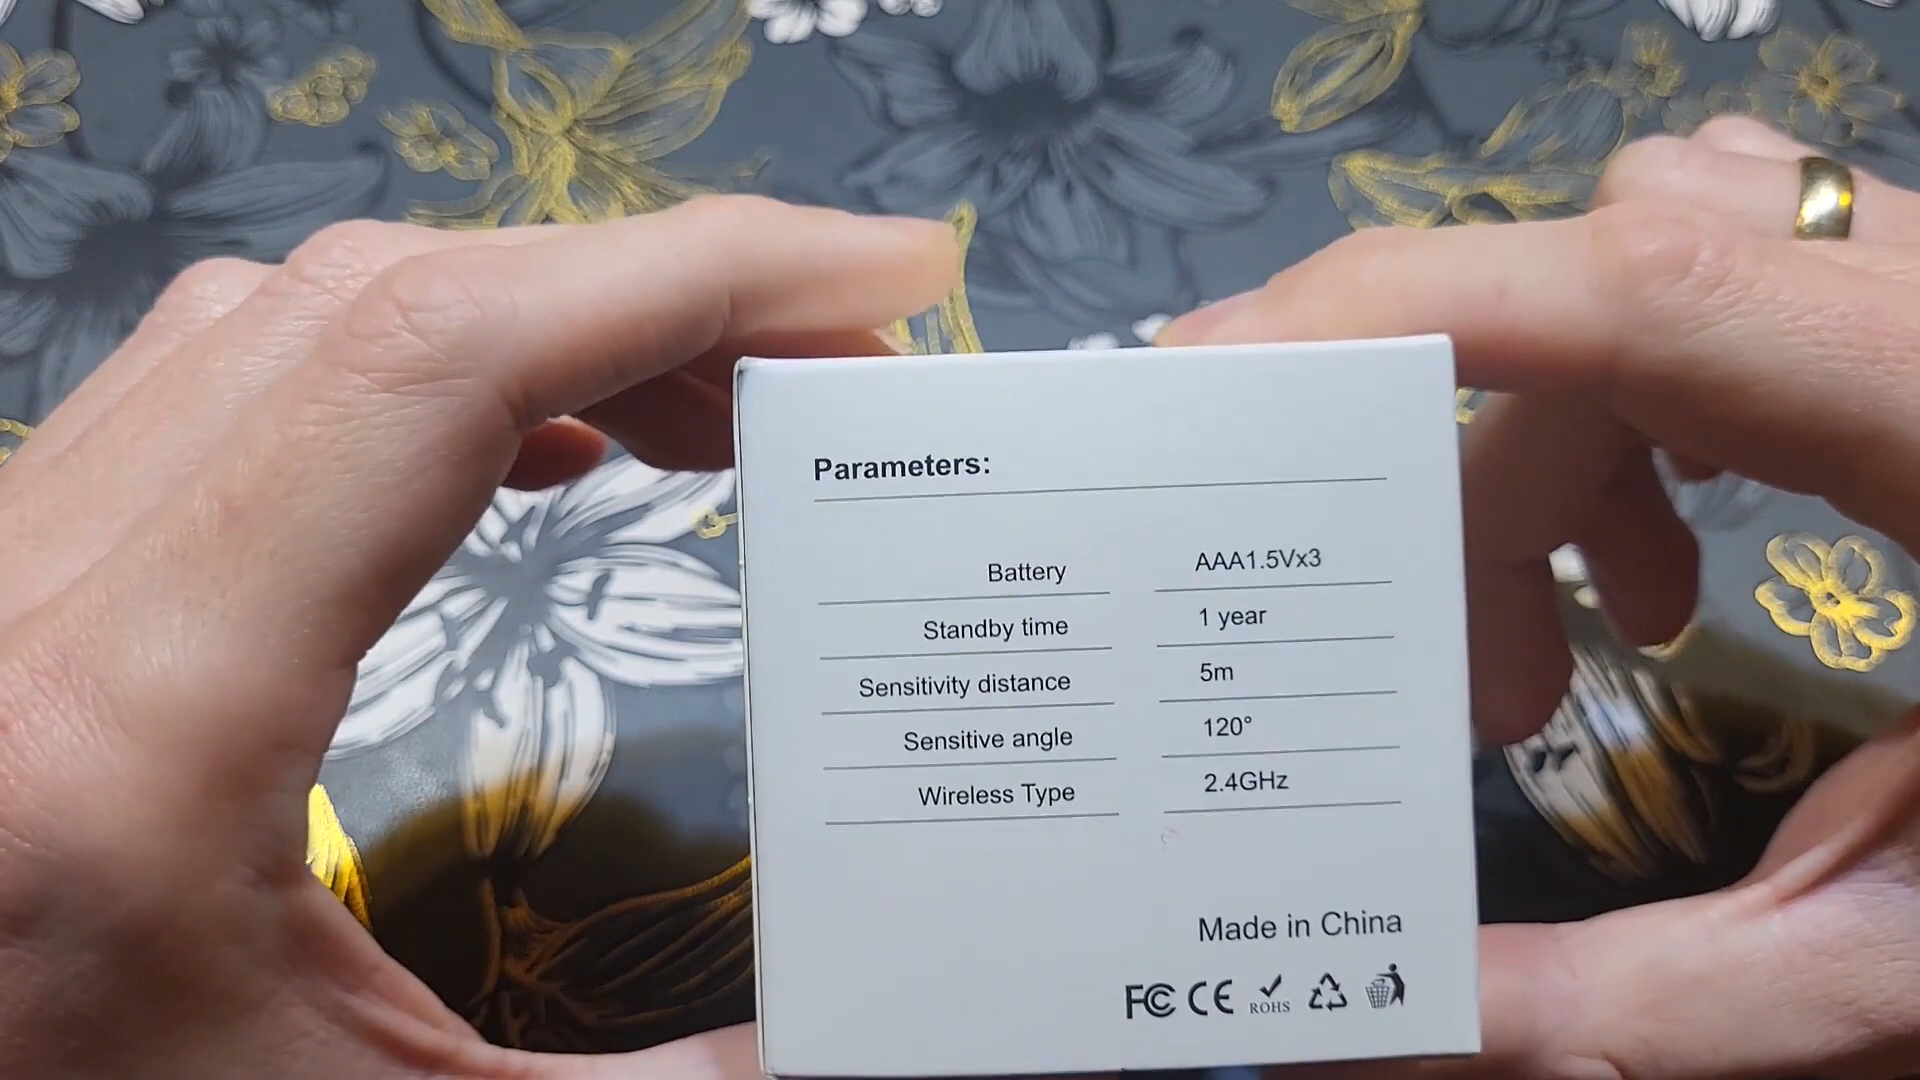 Parameters:
Battery AAA1.5Vx3
Standby time 1 year
Sensitivity distance 5m
Sensitive angle 120°
Wireless Type 2.4GHz
Made in China
FC CE ROHS